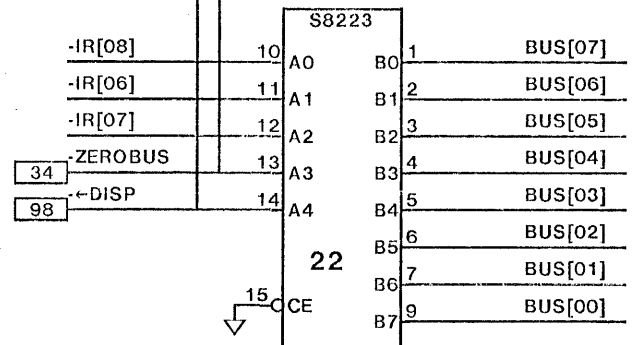 S8223
-IR[08] 10 A0 B0 1 BUS[07]
-IR[06] 11 A1 B1 2 BUS[06]
-IR[07] 12 A2 B2 3 BUS[05]
34 -ZEROBUS 13 A3 B3 4 BUS[04]
98 -←DISP 14 A4 B4 5 BUS[03]
B5 6 BUS[02]
22
B6 7 BUS[01]
15 CE B7 9 BUS[00]